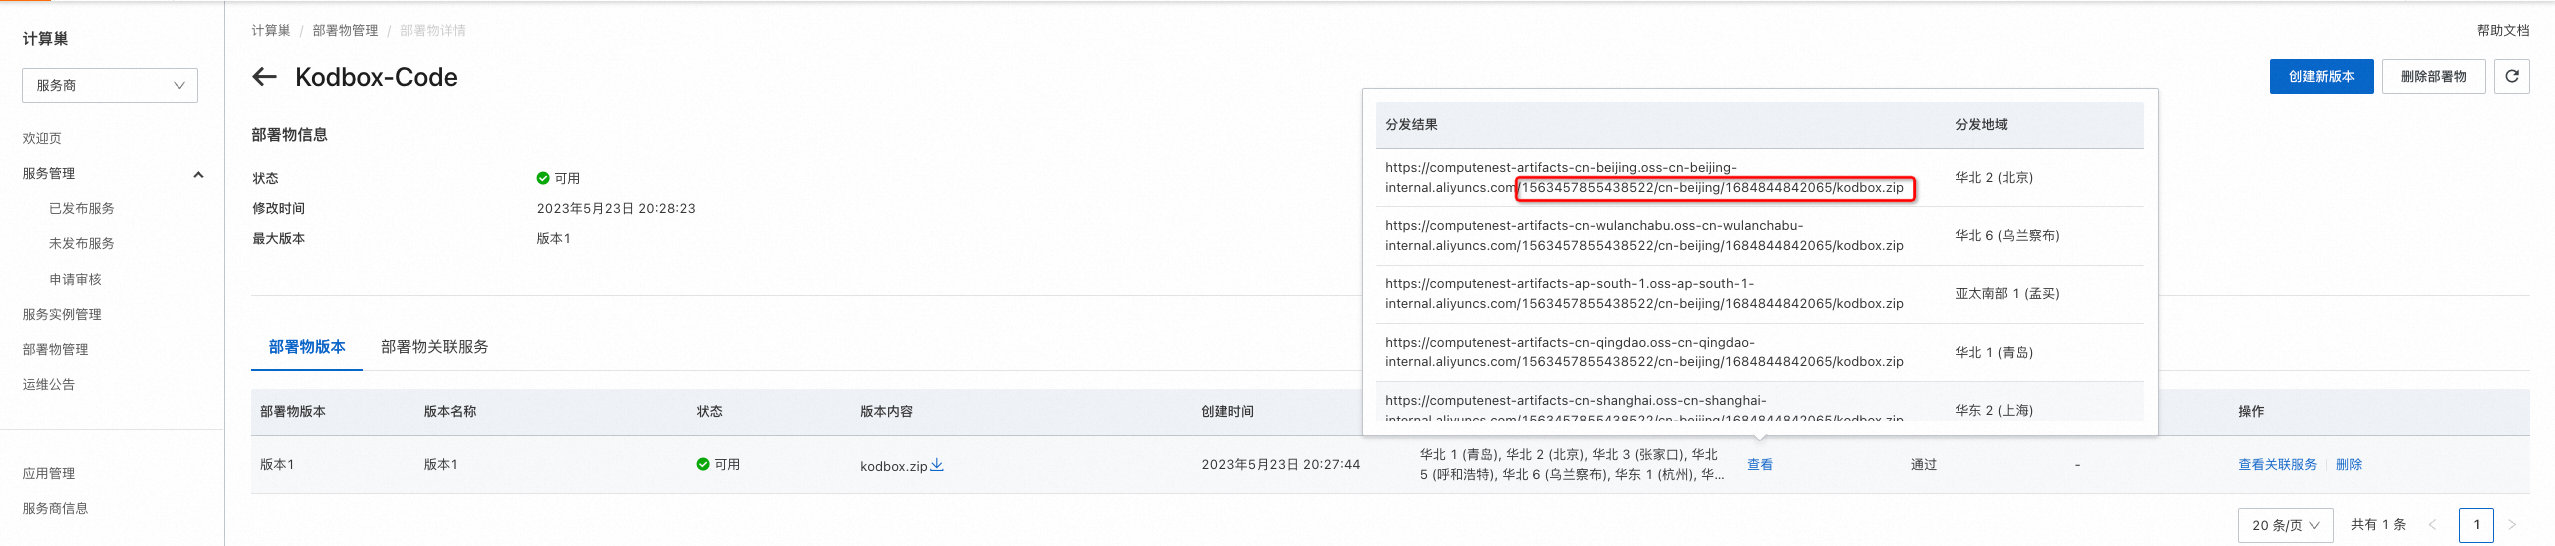 计算巢
服务商
欢迎页
服务管理
已发布服务
未发布服务
申请审核
服务实例管理
部署物管理
运维公告
应用管理
服务商信息
计算巢 / 部署物管理 / 部署物详情
帮助文档
Kodbox-Code
创建新版本
删除部署物
部署物信息
状态 可用
修改时间 2023年5月23日 20:28:23
最大版本 版本1
分发结果 分发地域
https://computenest-artifacts-cn-beijing.oss-cn-beijing-
internal.aliyuncs.com/1563457855438522/cn-beijing/1684844842065/kodbox.zip
华北 2 (北京)
https://computenest-artifacts-cn-wulanchabu.oss-cn-wulanchabu-
internal.aliyuncs.com/1563457855438522/cn-beijing/1684844842065/kodbox.zip
华北 6 (乌兰察布)
https://computenest-artifacts-ap-south-1.oss-ap-south-1-
internal.aliyuncs.com/1563457855438522/cn-beijing/1684844842065/kodbox.zip
亚太南部 1 (孟买)
https://computenest-artifacts-cn-qingdao.oss-cn-qingdao-
internal.aliyuncs.com/1563457855438522/cn-beijing/1684844842065/kodbox.zip
华北 1 (青岛)
https://computenest-artifacts-cn-shanghai.oss-cn-shanghai-
internal.aliyuncs.com/1563457855438522/cn-beijing/1684844842065/kodbox.zip
华东 2 (上海)
部署物版本 部署物关联服务
部署物版本 版本名称 状态 版本内容 创建时间 操作
版本1 版本1 可用 kodbox.zip 2023年5月23日 20:27:44
华北 1 (青岛), 华北 2 (北京), 华北 3 (张家口), 华北
5 (呼和浩特), 华北 6 (乌兰察布), 华东 1 (杭州), 华...
查看 通过 - 查看关联服务 删除
20 条/页 共有 1 条 < 1 >